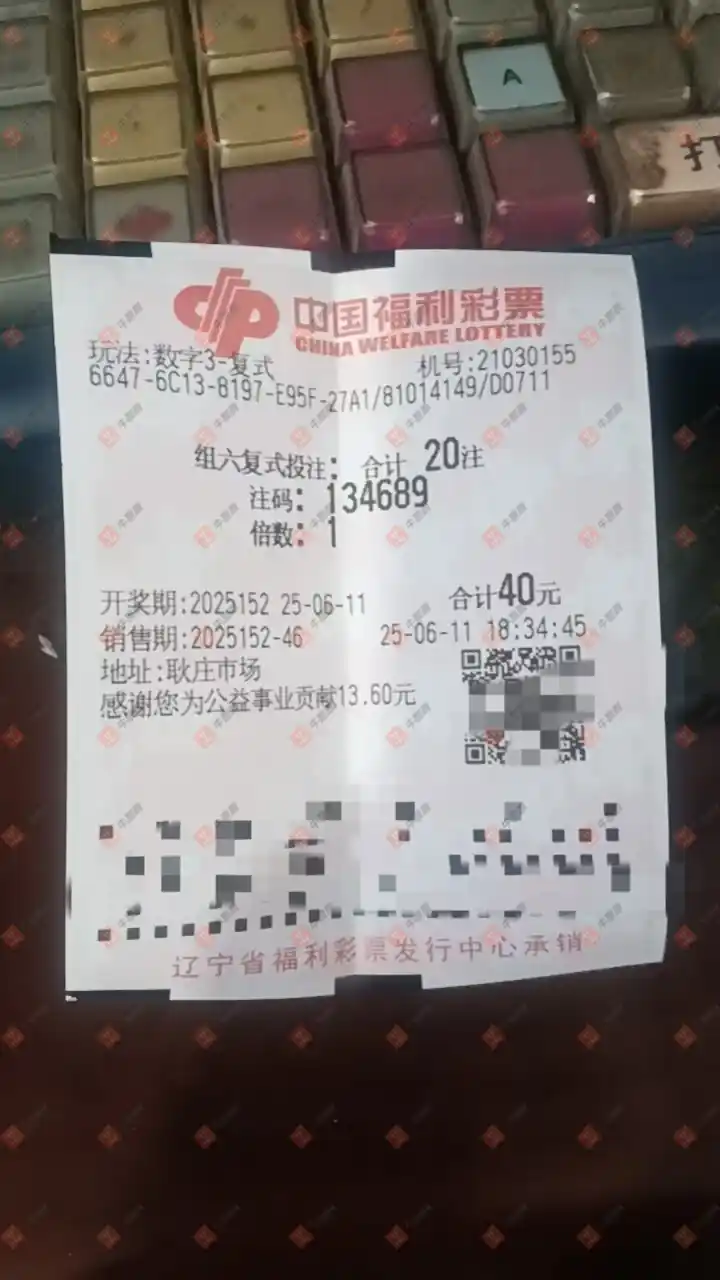 A
打
中国福利彩票
CHINA WELFARE LOTTERY
玩法:数字3-复式 机号:21030155
6647-6C13-8197-E95F-27A1/81014149/D0711
组六复式投注: 合计 20注
注码: 134689
倍数: 1
开奖期:2025152 25-06-11 合计40元
销售期:2025152-46 25-06-11 18:34:45
地址:耿庄市场
感谢您为公益事业贡献13.60元
辽宁省福利彩票发行中心承销